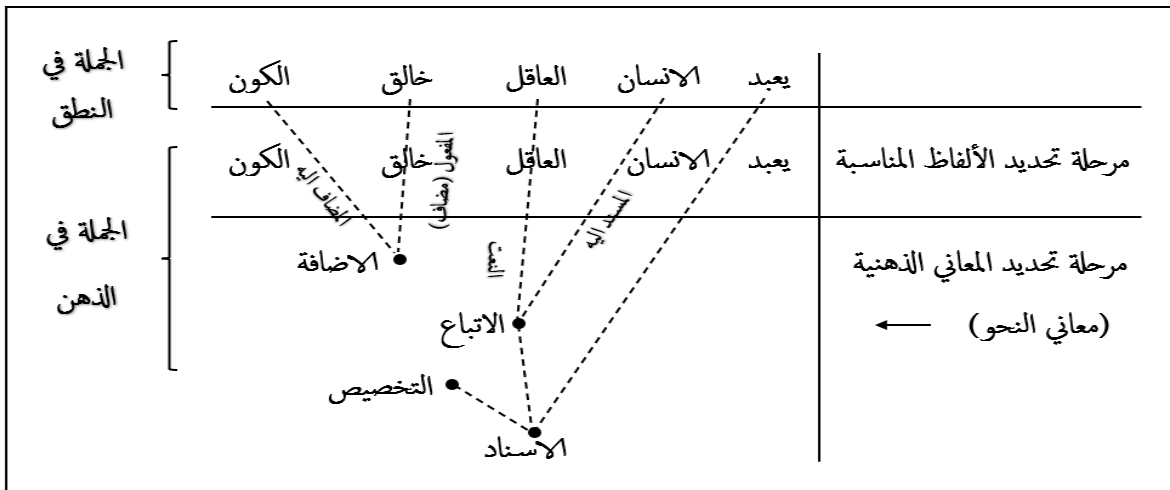 يعبد الانسان العاقل خالق الكون
الجملة في
النطق
مرحلة تحديد الألفاظ المناسبة
يعبد الانسان العاقل خالق الكون
المسند اليه
النعت
المفعول (مضاف)
المضاف اليه
الجملة في
الذهن
مرحلة تحديد المعاني الذهنية
(معاني النحو)
الاضافة
الاتباع
التخصيص
الاسناد